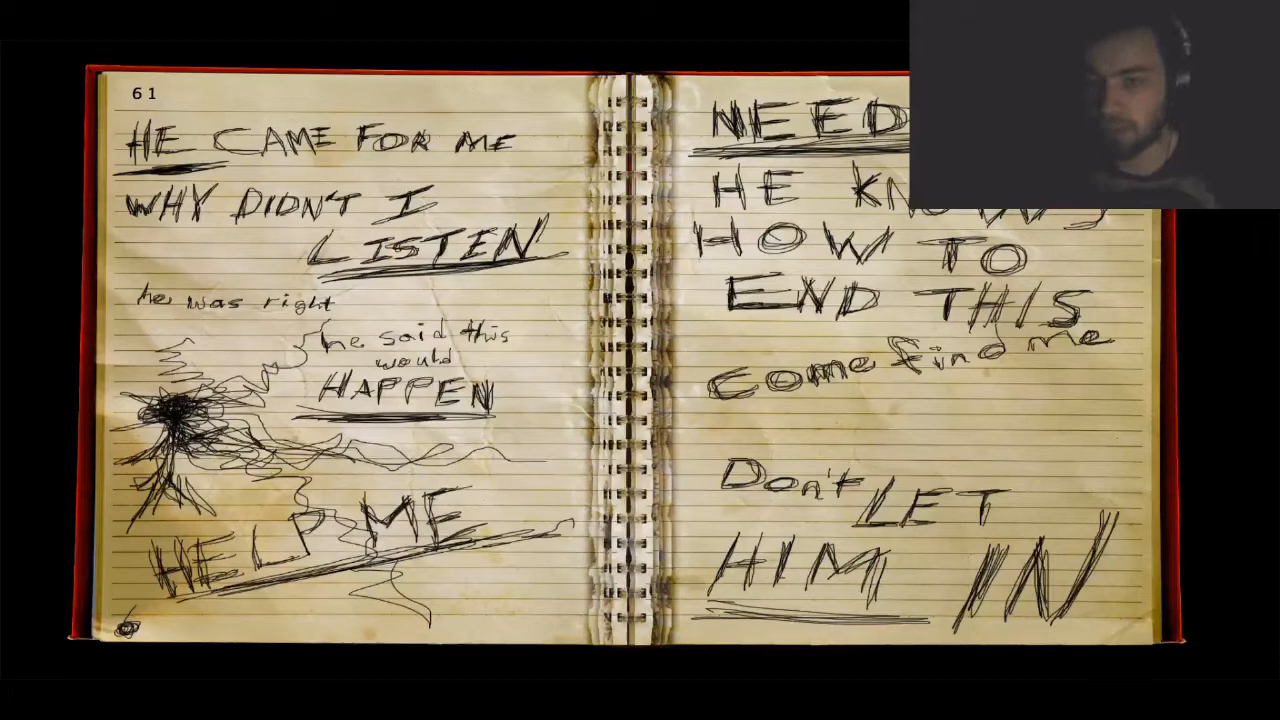 61
HE CAME FOR ME
WHY DIDN'T I
LISTEN
he was right
he said this
would
HAPPEN
HELP ME
NEED
HE KNOWS
HOW TO
END THIS
come find me
Don't LET
HIM IN